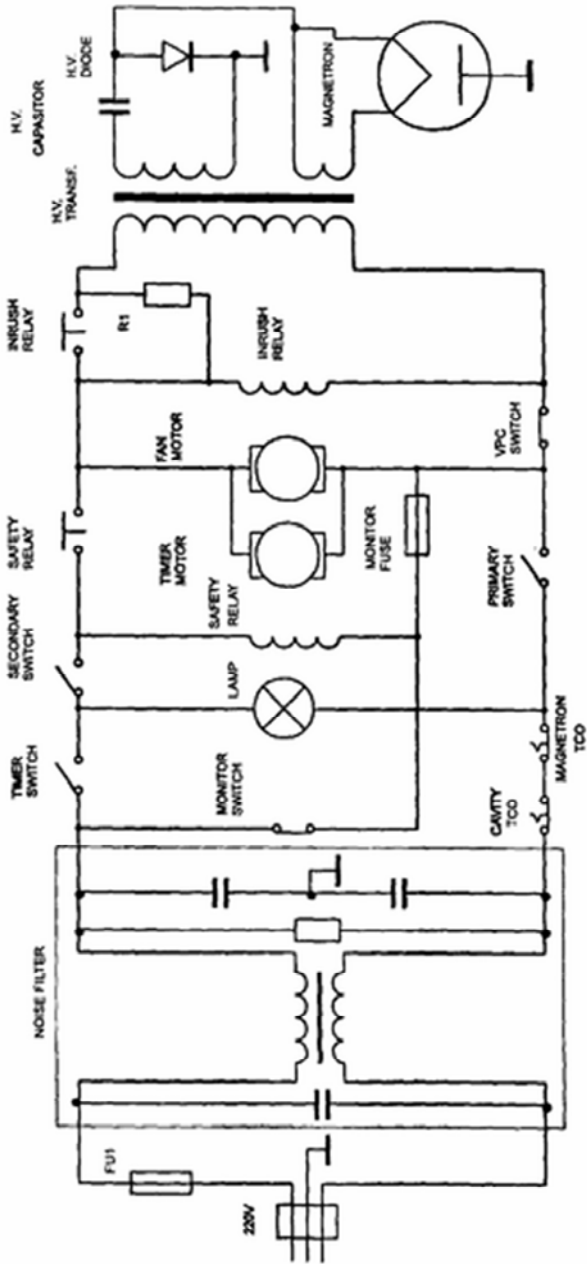 220V
FU1
NOISE FILTER
TIMER
SWITCH
SECONDARY
SWITCH
SAFETY
RELAY
INRUSH
RELAY
H.V.
TRANSF.
H.V.
CAPASITOR
H.V.
DIODE
R1
MONITOR
SWITCH
LAMP
SAFETY
RELAY
TIMER
MOTOR
FAN
MOTOR
INRUSH
RELAY
MAGNETRON
MONITOR
FUSE
CAVITY
TCO
MAGNETRON
TCO
PRIMARY
SWITCH
VPC
SWITCH